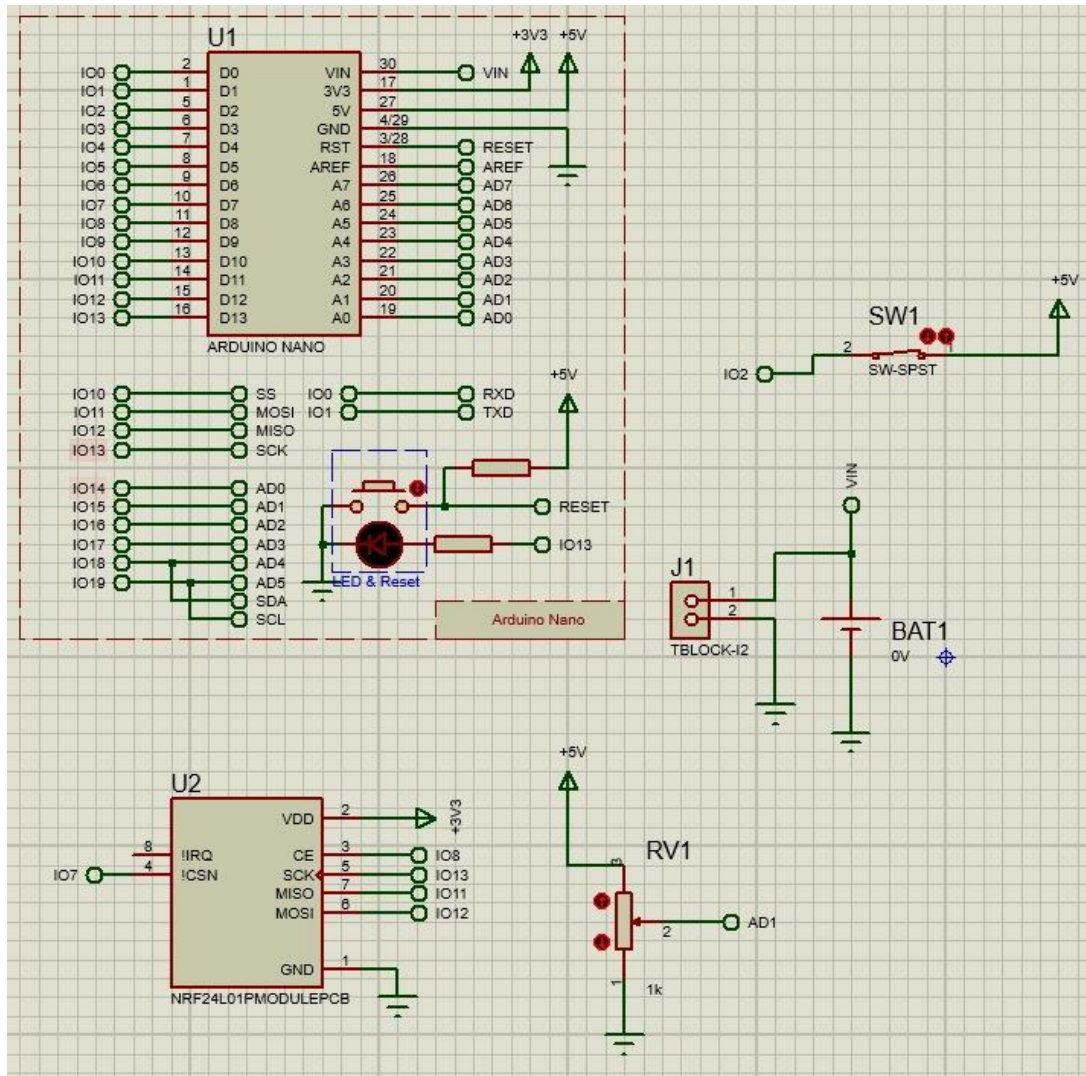 U1
+3V3 +5V
IO0 2 D0 VIN 30 VIN
IO1 1 D1 3V3 17
IO2 5 D2 5V 27
IO3 6 D3 GND 4/29
IO4 7 D4 RST 3/28 RESET
IO5 8 D5 AREF 18 AREF
IO6 9 D6 A7 26 AD7
IO7 10 D7 A6 25 AD6
IO8 11 D8 A5 24 AD5
IO9 12 D9 A4 23 AD4
IO10 13 D10 A3 22 AD3
IO11 14 D11 A2 21 AD2
IO12 15 D12 A1 20 AD1
IO13 16 D13 A0 19 AD0
ARDUINO NANO
IO10 SS IO0 RXD
IO11 MOSI IO1 TXD
IO12 MISO
IO13 SCK
+5V
IO14 AD0
IO15 AD1 RESET
IO16 AD2
IO17 AD3 IO13
IO18 AD4
IO19 AD5 LED & Reset
SDA
SCL
Arduino Nano
+5V
SW1
2 1
IO2 SW-SPST
VIN
J1
1
2
TBLOCK-I2
BAT1
0V
U2
VDD 2 +3V3
8 !IRQ CE 3 IO8
IO7 4 !CSN SCK 5 IO13
MISO 7 IO11
MOSI 6 IO12
GND 1
NRF24L01PMODULEPCB
+5V
RV1
3
2 AD1
1 1k